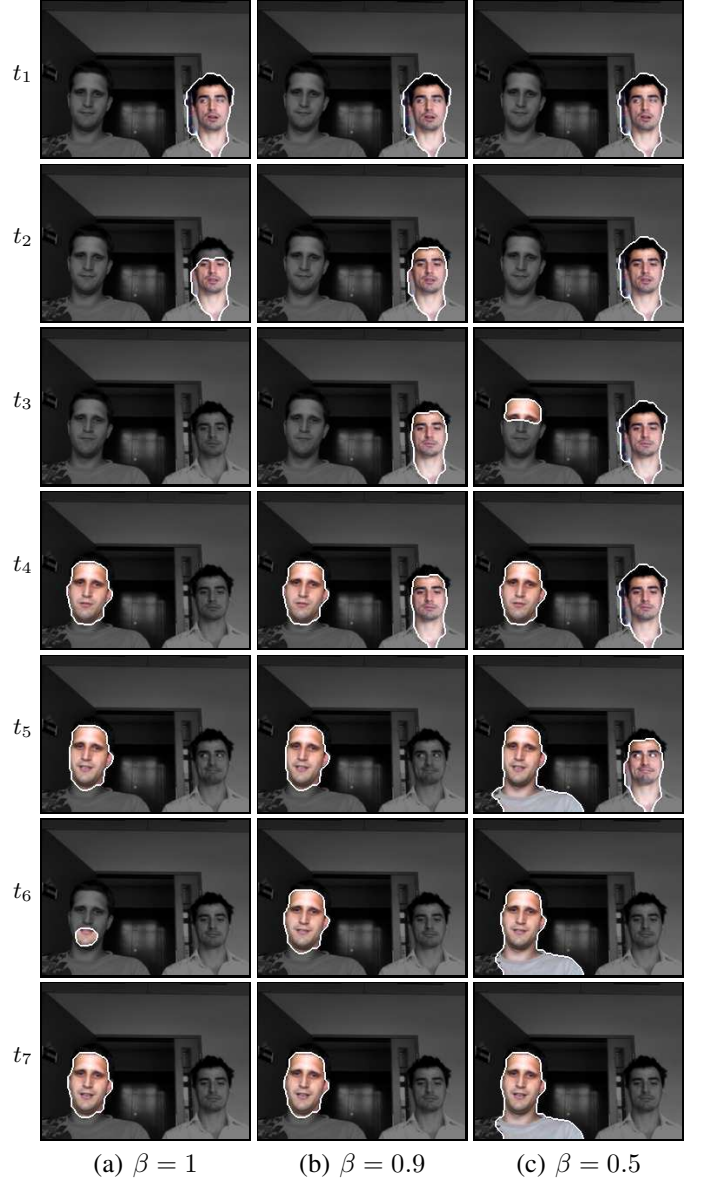 t₁
t₂
t₃
t₄
t₅
t₆
t₇
(a) β = 1 (b) β = 0.9 (c) β = 0.5